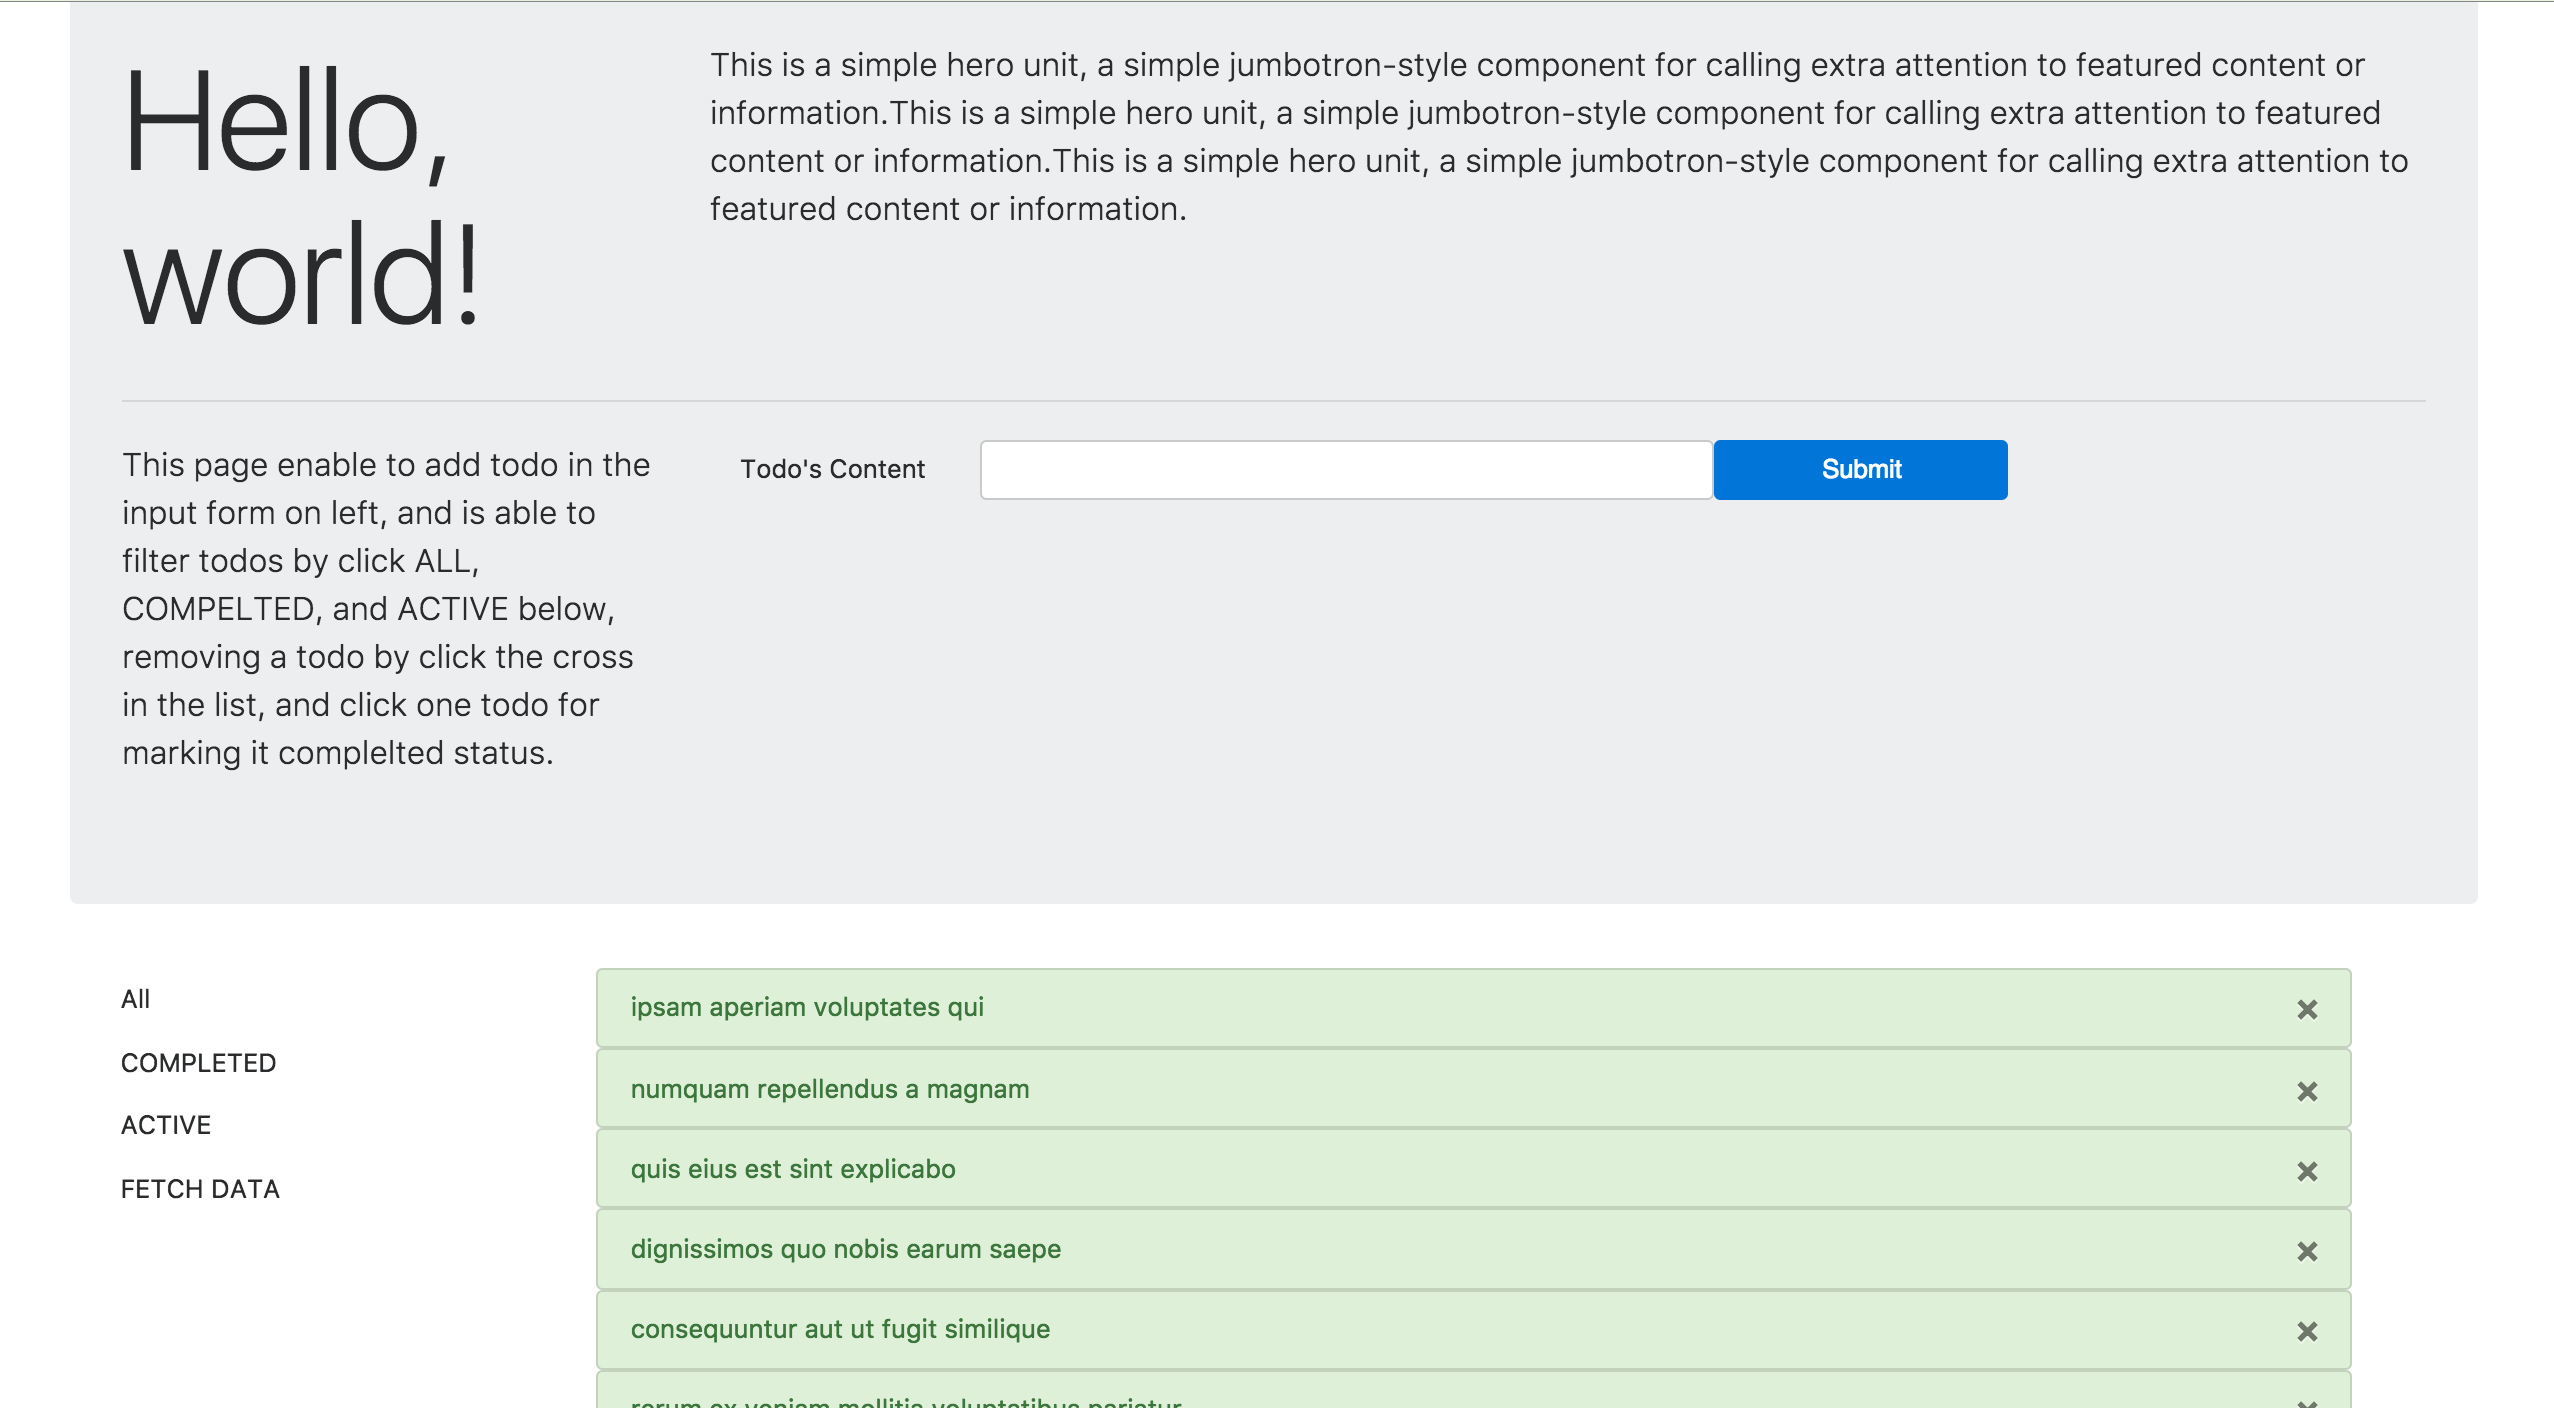 Hello,
world!
This is a simple hero unit, a simple jumbotron-style component for calling extra attention to featured content or
information.This is a simple hero unit, a simple jumbotron-style component for calling extra attention to featured
content or information.This is a simple hero unit, a simple jumbotron-style component for calling extra attention to
featured content or information.
This page enable to add todo in the
input form on left, and is able to
filter todos by click ALL,
COMPELTED, and ACTIVE below,
removing a todo by click the cross
in the list, and click one todo for
marking it complelted status.
Todo's Content
Submit
All
COMPLETED
ACTIVE
FETCH DATA
ipsam aperiam voluptates qui
numquam repellendus a magnam
quis eius est sint explicabo
dignissimos quo nobis earum saepe
consequuntur aut ut fugit similique
rerum ex veniam mollitia voluptatibus pariatur